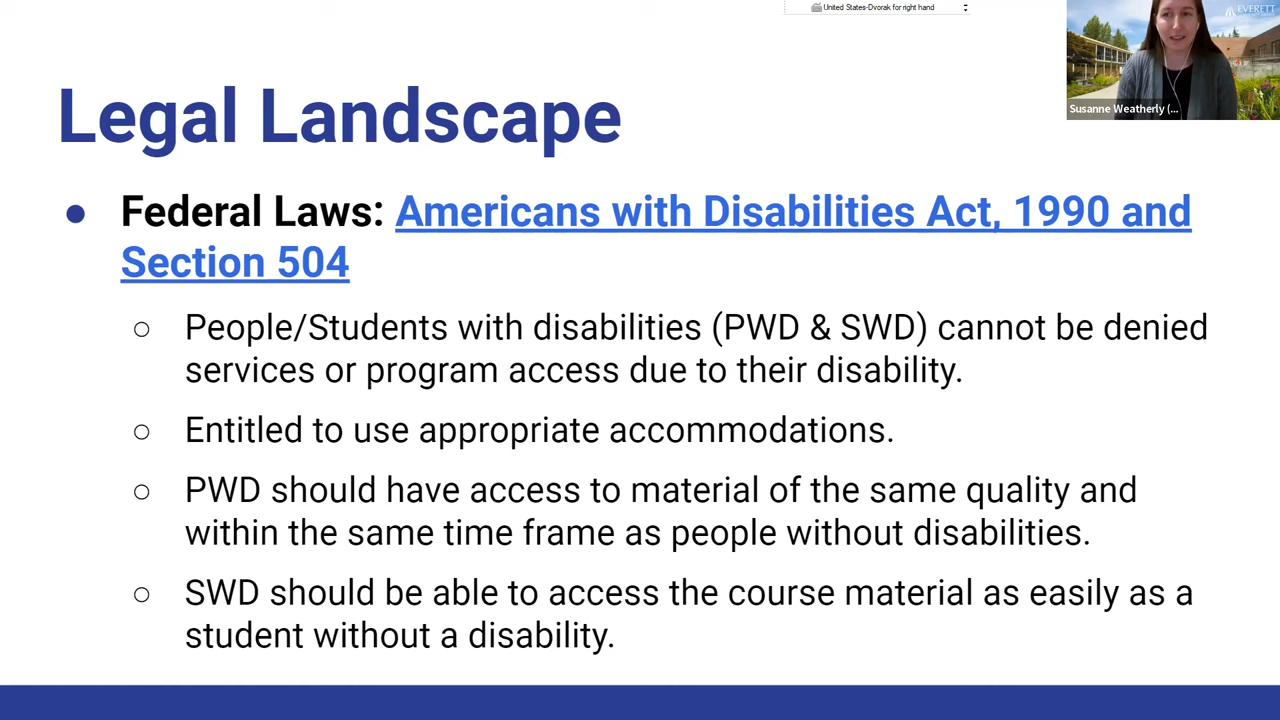 United States-Dvorak for right hand
EVERETT
Susanne Weatherly (...
Legal Landscape
● Federal Laws: Americans with Disabilities Act, 1990 and
Section 504
○ People/Students with disabilities (PWD & SWD) cannot be denied
services or program access due to their disability.
○ Entitled to use appropriate accommodations.
○ PWD should have access to material of the same quality and
within the same time frame as people without disabilities.
○ SWD should be able to access the course material as easily as a
student without a disability.